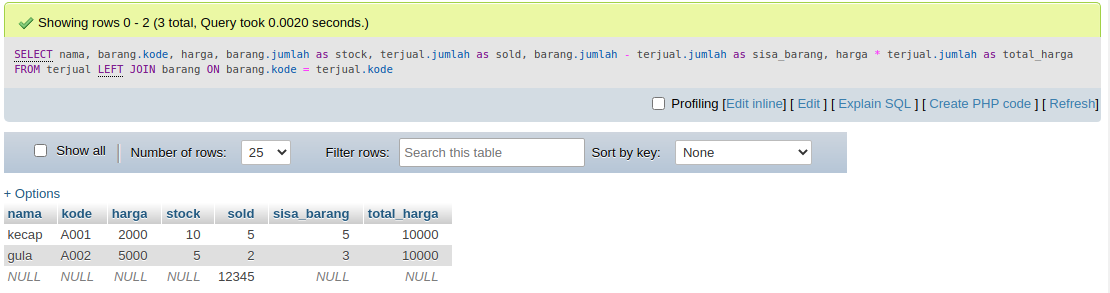 Showing rows 0 - 2 (3 total, Query took 0.0020 seconds.)
SELECT nama, barang.kode, harga, barang.jumlah as stock, terjual.jumlah as sold, barang.jumlah - terjual.jumlah as sisa_barang, harga * terjual.jumlah as total_harga
FROM terjual LEFT JOIN barang ON barang.kode = terjual.kode
Profiling [Edit inline] [ Edit ] [ Explain SQL ] [ Create PHP code ] [ Refresh]
Show all Number of rows: 25 Filter rows: Search this table Sort by key: None
+ Options
nama kode harga stock sold sisa_barang total_harga
kecap A001 2000 10 5 5 10000
gula A002 5000 5 2 3 10000
NULL NULL NULL NULL 12345 NULL NULL